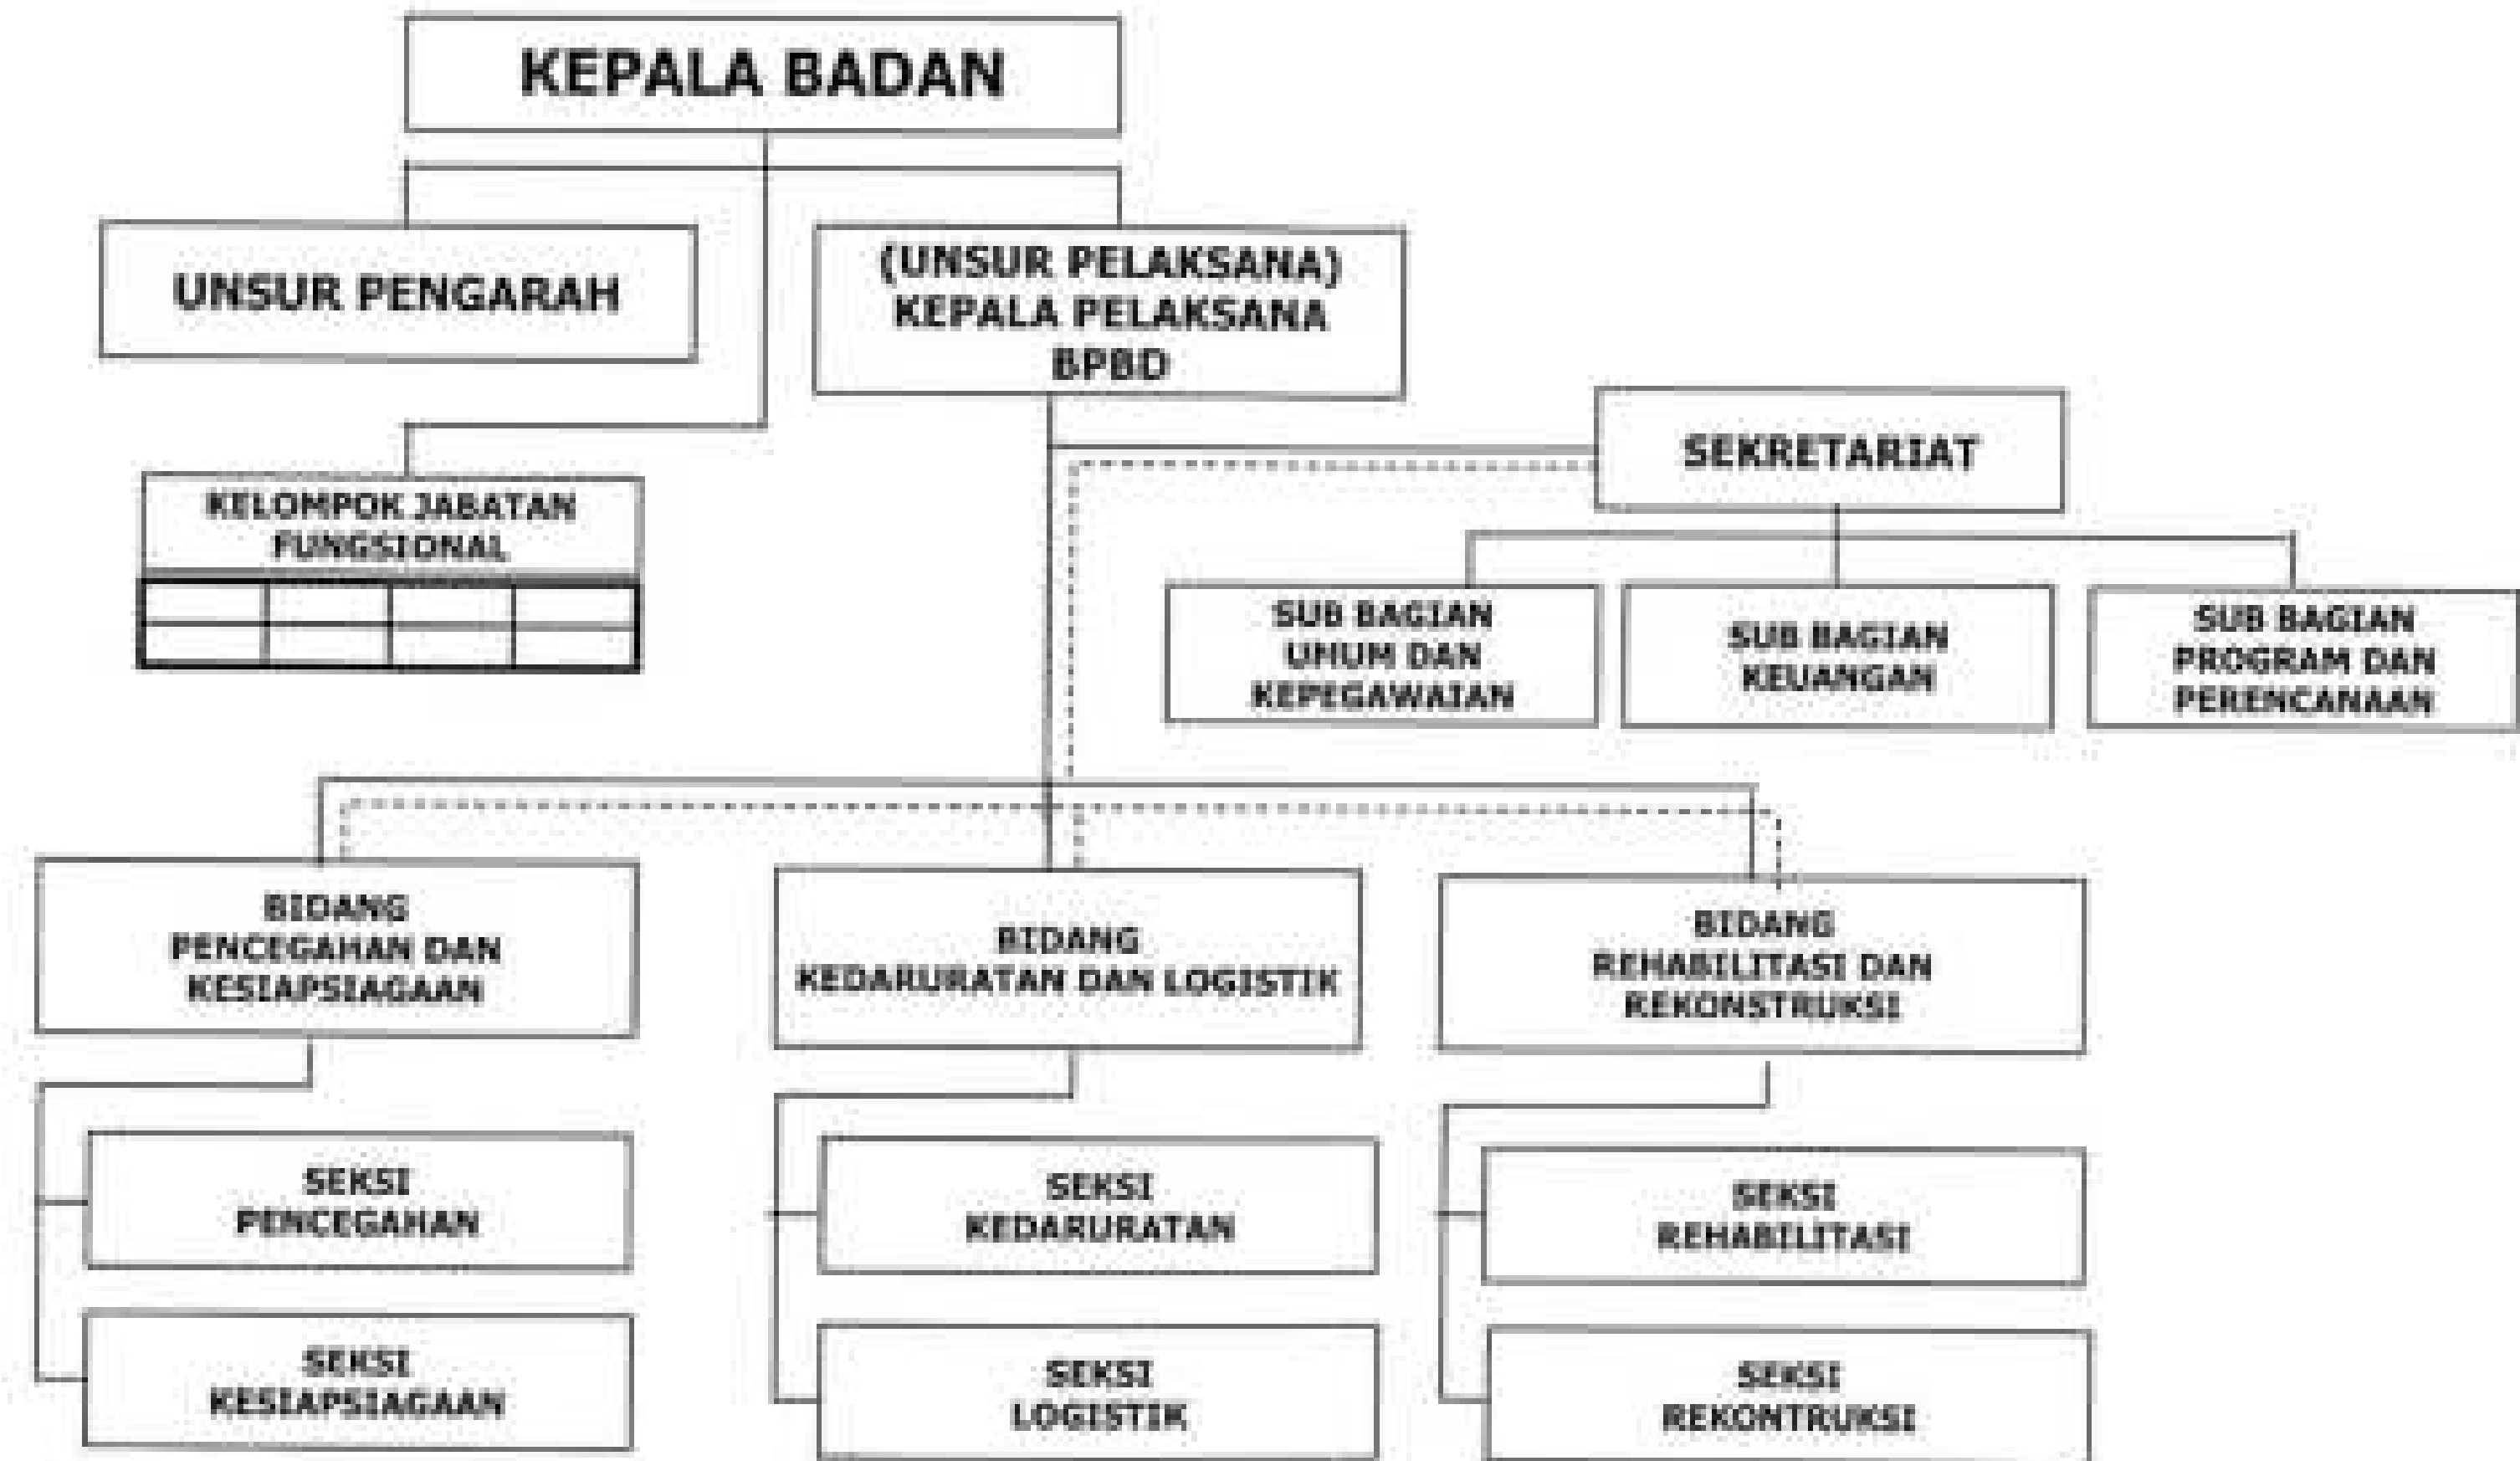 KEPALA BADAN
UNSUR PENGARAH
(UNSUR PELAKSANA)
KEPALA PELAKSANA
BPBD
SEKRETARIAT
KELOMPOK JABATAN
FUNGSIONAL
SUB BAGIAN
UMUM DAN
KEPEGAWAIAN
SUB BAGIAN
KEUANGAN
SUB BAGIAN
PROGRAM DAN
PERENCANAAN
BIDANG
PENCEGAHAN DAN
KESIAPSIAGAAN
BIDANG
KEDARURATAN DAN LOGISTIK
BIDANG
REHABILITASI DAN
REKONSTRUKSI
SEKSI
PENCEGAHAN
SEKSI
KEDARURATAN
SEKSI
REHABILITASI
SEKSI
KESIAPSIAGAAN
SEKSI
LOGISTIK
SEKSI
REKONTRUKSI